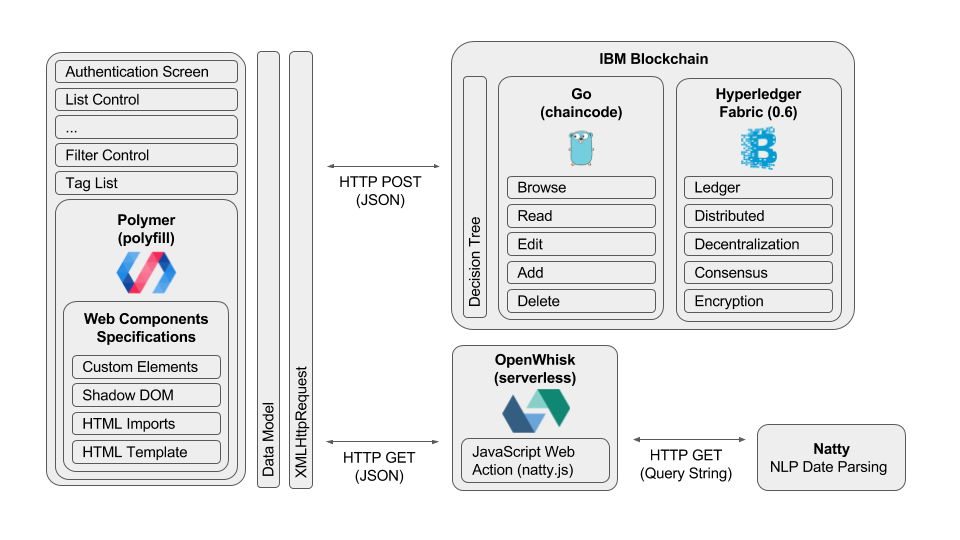 Authentication Screen
List Control
...
Filter Control
Tag List
Polymer
(polyfill)
Web Components
Specifications
Custom Elements
Shadow DOM
HTML Imports
HTML Template
Data Model
XMLHttpRequest
HTTP POST
(JSON)
HTTP GET
(JSON)
IBM Blockchain
Decision Tree
Go
(chaincode)
Browse
Read
Edit
Add
Delete
Hyperledger
Fabric (0.6)
Ledger
Distributed
Decentralization
Consensus
Encryption
OpenWhisk
(serverless)
JavaScript Web
Action (natty.js)
HTTP GET
(Query String)
Natty
NLP Date Parsing